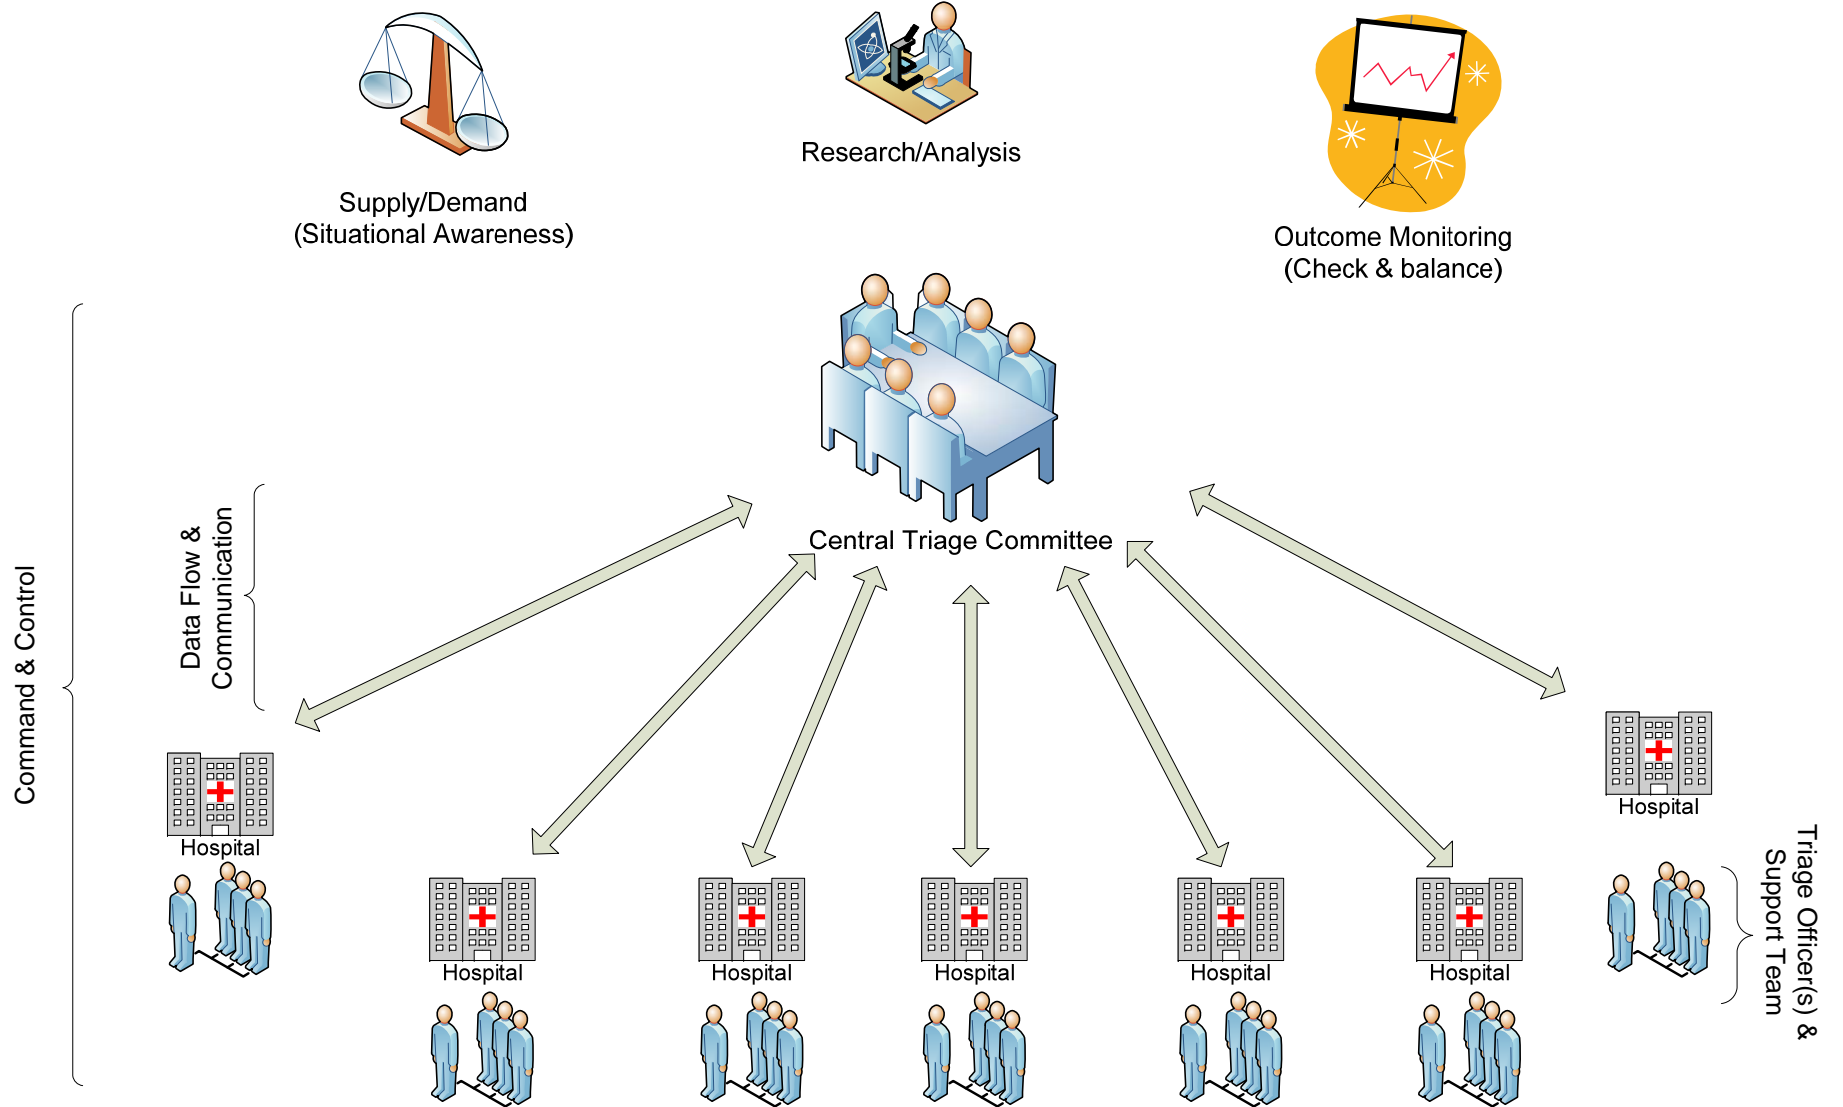 Research/Analysis
Supply/Demand
(Situational Awareness)
Outcome Monitoring
(Check & balance)
Central Triage Committee
Data Flow &
Communication
Command & Control
Hospital
Hospital
Hospital
Hospital
Hospital
Hospital
Hospital
Triage Officer(s) &
Support Team